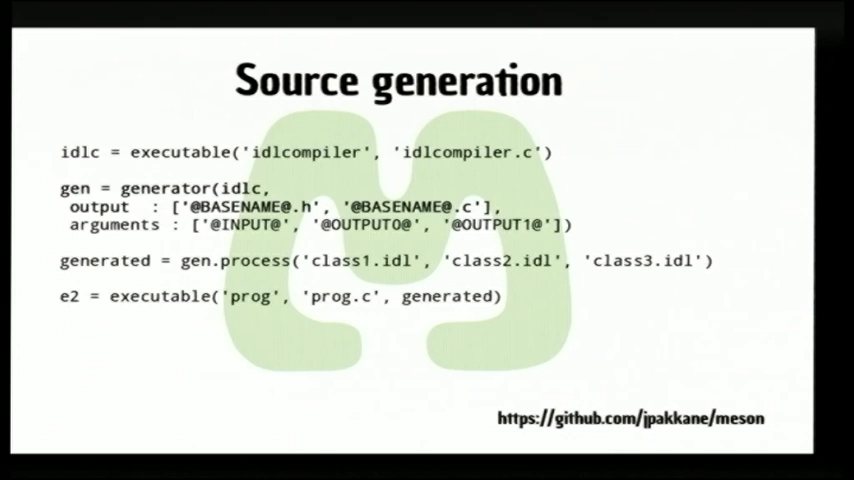 Source generation
idlc = executable('idlcompiler', 'idlcompiler.c')
gen = generator(idlc,
output : ['@BASENAME@.h', '@BASENAME@.c'],
arguments : ['@INPUT@', '@OUTPUT0@', '@OUTPUT1@'])
generated = gen.process('class1.idl', 'class2.idl', 'class3.idl')
e2 = executable('prog', 'prog.c', generated)
https://github.com/jpakkane/meson